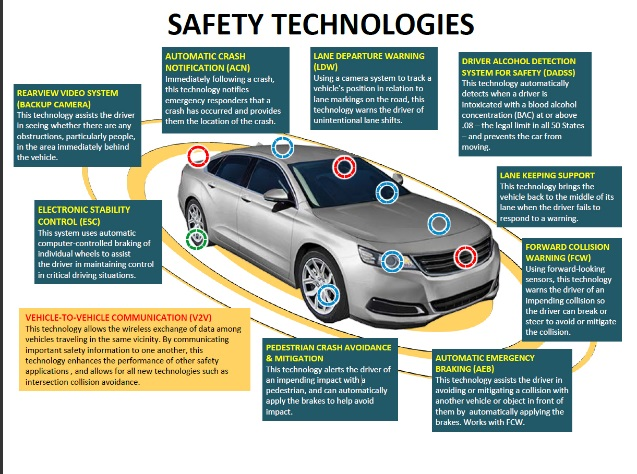 SAFETY TECHNOLOGIES
AUTOMATIC CRASH
NOTIFICATION (ACN)
Immediately following a crash,
this technology notifies
emergency responders that a
crash has occurred and provides
them the location of the crash.
LANE DEPARTURE WARNING
(LDW)
Using a camera system to track a
vehicle's position in relation to
lane markings on the road, this
technology warns the driver of
unintentional lane shifts.
DRIVER ALCOHOL DETECTION
SYSTEM FOR SAFETY (DADSS)
This technology automatically
detects when a driver is
intoxicated with a blood alcohol
concentration (BAC) at or above
.08 – the legal limit in all 50 States
– and prevents the car from
moving.
REARVIEW VIDEO SYSTEM
(BACKUP CAMERA)
This technology assists the driver
in seeing whether there are any
obstructions, particularly people,
in the area immediately behind
the vehicle.
LANE KEEPING SUPPORT
This technology brings the
vehicle back to the middle of its
lane when the driver fails to
respond to a warning.
ELECTRONIC STABILITY
CONTROL (ESC)
This system uses automatic
computer-controlled braking of
individual wheels to assist
the driver in maintaining control
in critical driving situations.
FORWARD COLLISION
WARNING (FCW)
Using forward-looking
sensors, this technology
warns the driver of an
impending collision so
the driver can break or
steer to avoid or mitigate
the collision.
VEHICLE-TO-VEHICLE COMMUNICATION (V2V)
This technology allows the wireless exchange of data among
vehicles traveling in the same vicinity. By communicating
important safety information to one another, this
technology enhances the performance of other safety
applications , and allows for all new technologies such as
intersection collision avoidance.
PEDESTRIAN CRASH AVOIDANCE
& MITIGATION
This technology alerts the driver of
an impending impact with a
pedestrian, and can automatically
apply the brakes to help avoid
impact.
AUTOMATIC EMERGENCY
BRAKING (AEB)
This technology assists the driver in
avoiding or mitigating a collision with
another vehicle or object in front of
them by automatically applying the
brakes. Works with FCW.